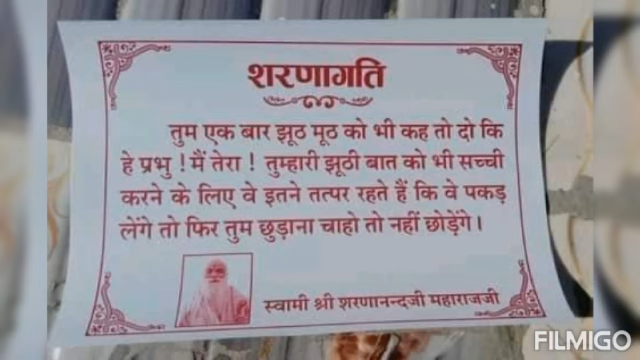 शरणागति
तुम एक बार झूठ मूठ को भी कह तो दो कि
हे प्रभु ! मैं तेरा ! तुम्हारी झूठी बात को भी सच्ची
करने के लिए वे इतने तत्पर रहते हैं कि वे पकड़
लेंगे तो फिर तुम छुड़ाना चाहो तो नहीं छोड़ेंगे ।
स्वामी श्री शरणानन्दजी महाराजजी
FILMIGO